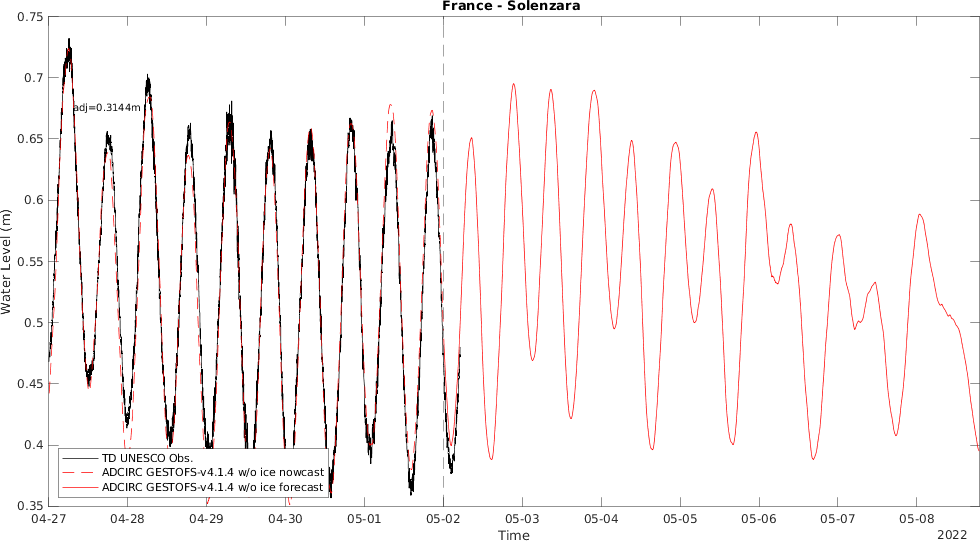 France - Solenzara
0.75
0.7
0.65
0.6
0.55
0.5
0.45
0.4
0.35
Water Level (m)
adj=0.3144m
TD UNESCO Obs.
ADCIRC GESTOFS-v4.1.4 w/o ice nowcast
ADCIRC GESTOFS-v4.1.4 w/o ice forecast
04-27 04-28 04-29 04-30 05-01 05-02 05-03 05-04 05-05 05-06 05-07 05-08
Time
2022